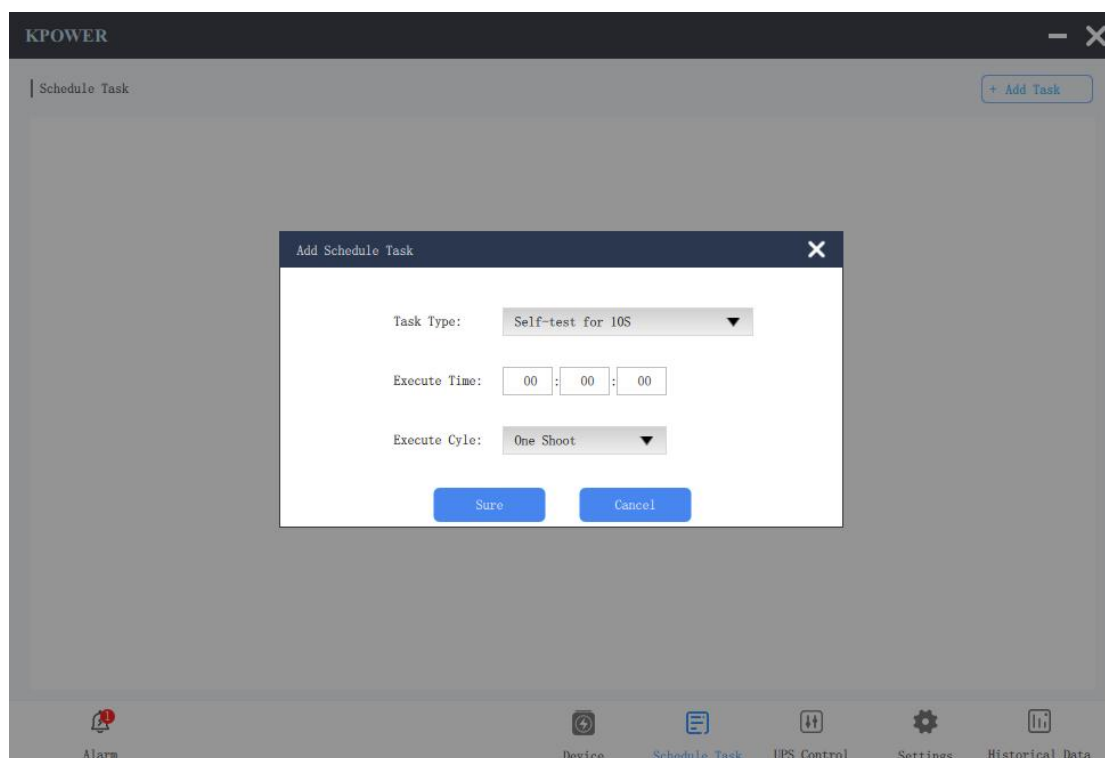 KPOWER
Schedule Task
+ Add Task
Add Schedule Task
Task Type: Self-test for 10S
Execute Time: 00 : 00 : 00
Execute Cyle: One Shoot
Sure Cancel
1
Alarm Device Schedule Task UPS Control Settings Historical Data